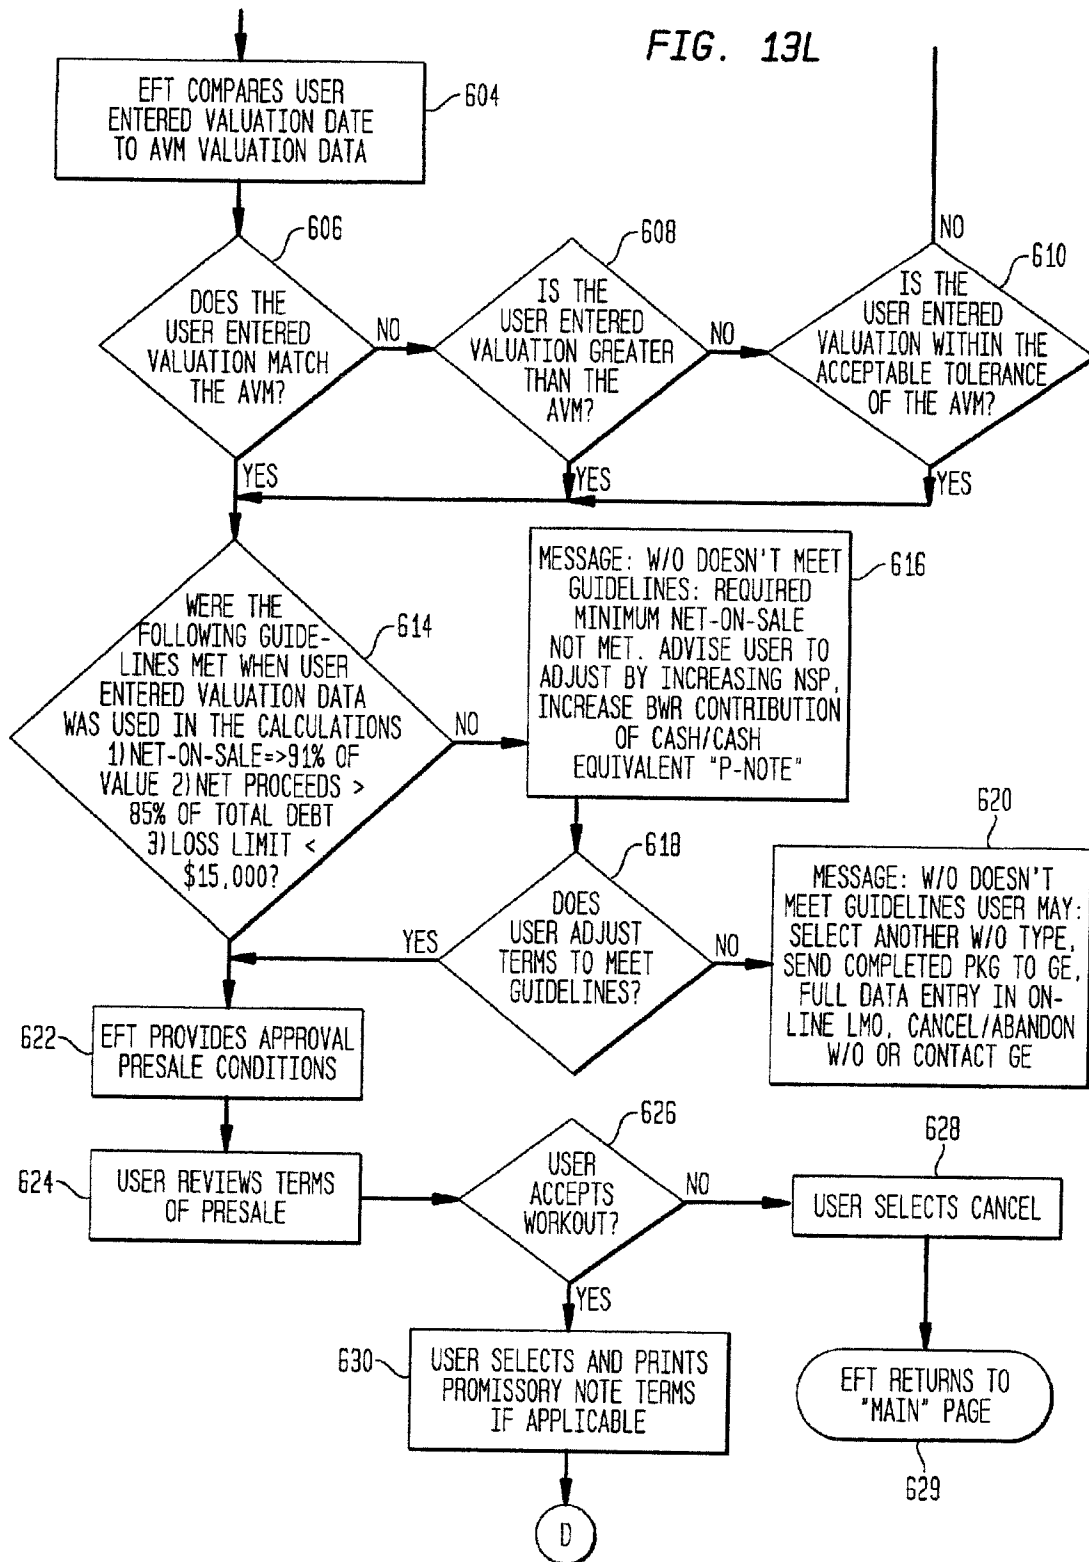 FIG. 13L
EFT COMPARES USER
ENTERED VALUATION DATE
TO AVM VALUATION DATA
604
606
DOES THE
USER ENTERED
VALUATION MATCH
THE AVM?
NO
YES
608
IS THE
USER ENTERED
VALUATION GREATER
THAN THE
AVM?
NO
YES
NO
610
IS THE
USER ENTERED
VALUATION WITHIN THE
ACCEPTABLE TOLERANCE
OF THE AVM?
YES
WERE THE
FOLLOWING GUIDE-
LINES MET WHEN USER
ENTERED VALUATION DATA
WAS USED IN THE CALCULATIONS
1)NET-ON-SALE=>91% OF
VALUE 2)NET PROCEEDS >
85% OF TOTAL DEBT
3)LOSS LIMIT <
$15,000?
614
NO
MESSAGE: W/O DOESN'T MEET
GUIDELINES: REQUIRED
MINIMUM NET-ON-SALE
NOT MET. ADVISE USER TO
ADJUST BY INCREASING NSP,
INCREASE BWR CONTRIBUTION
OF CASH/CASH
EQUIVALENT "P-NOTE"
616
618
DOES
USER ADJUST
TERMS TO MEET
GUIDELINES?
YES
NO
620
MESSAGE: W/O DOESN'T
MEET GUIDELINES USER MAY:
SELECT ANOTHER W/O TYPE,
SEND COMPLETED PKG TO GE,
FULL DATA ENTRY IN ON-
LINE LMO, CANCEL/ABANDON
W/O OR CONTACT GE
622
EFT PROVIDES APPROVAL
PRESALE CONDITIONS
624
USER REVIEWS TERMS
OF PRESALE
626
USER
ACCEPTS
WORKOUT?
NO
YES
628
USER SELECTS CANCEL
630
USER SELECTS AND PRINTS
PROMISSORY NOTE TERMS
IF APPLICABLE
EFT RETURNS TO
"MAIN" PAGE
629
D